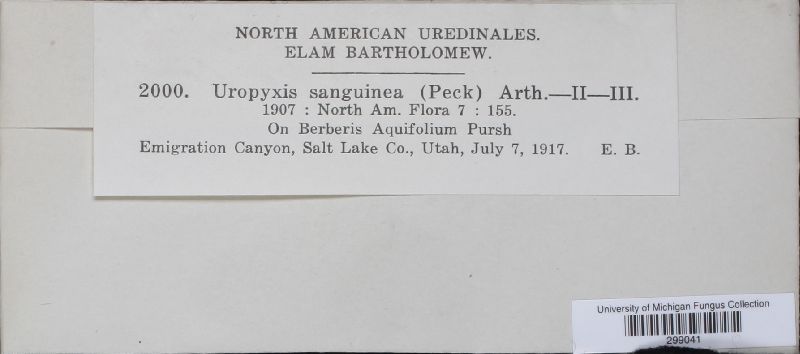 NORTH AMERICAN UREDINALES.
ELAM BARTHOLOMEW.
2000. Uropyxis sanguinea (Peck) Arth.—II—III.
1907 : North Am. Flora 7 : 155.
On Berberis Aquifolium Pursh
Emigration Canyon, Salt Lake Co., Utah, July 7, 1917. E. B.
University of Michigan Fungus Collection
299041